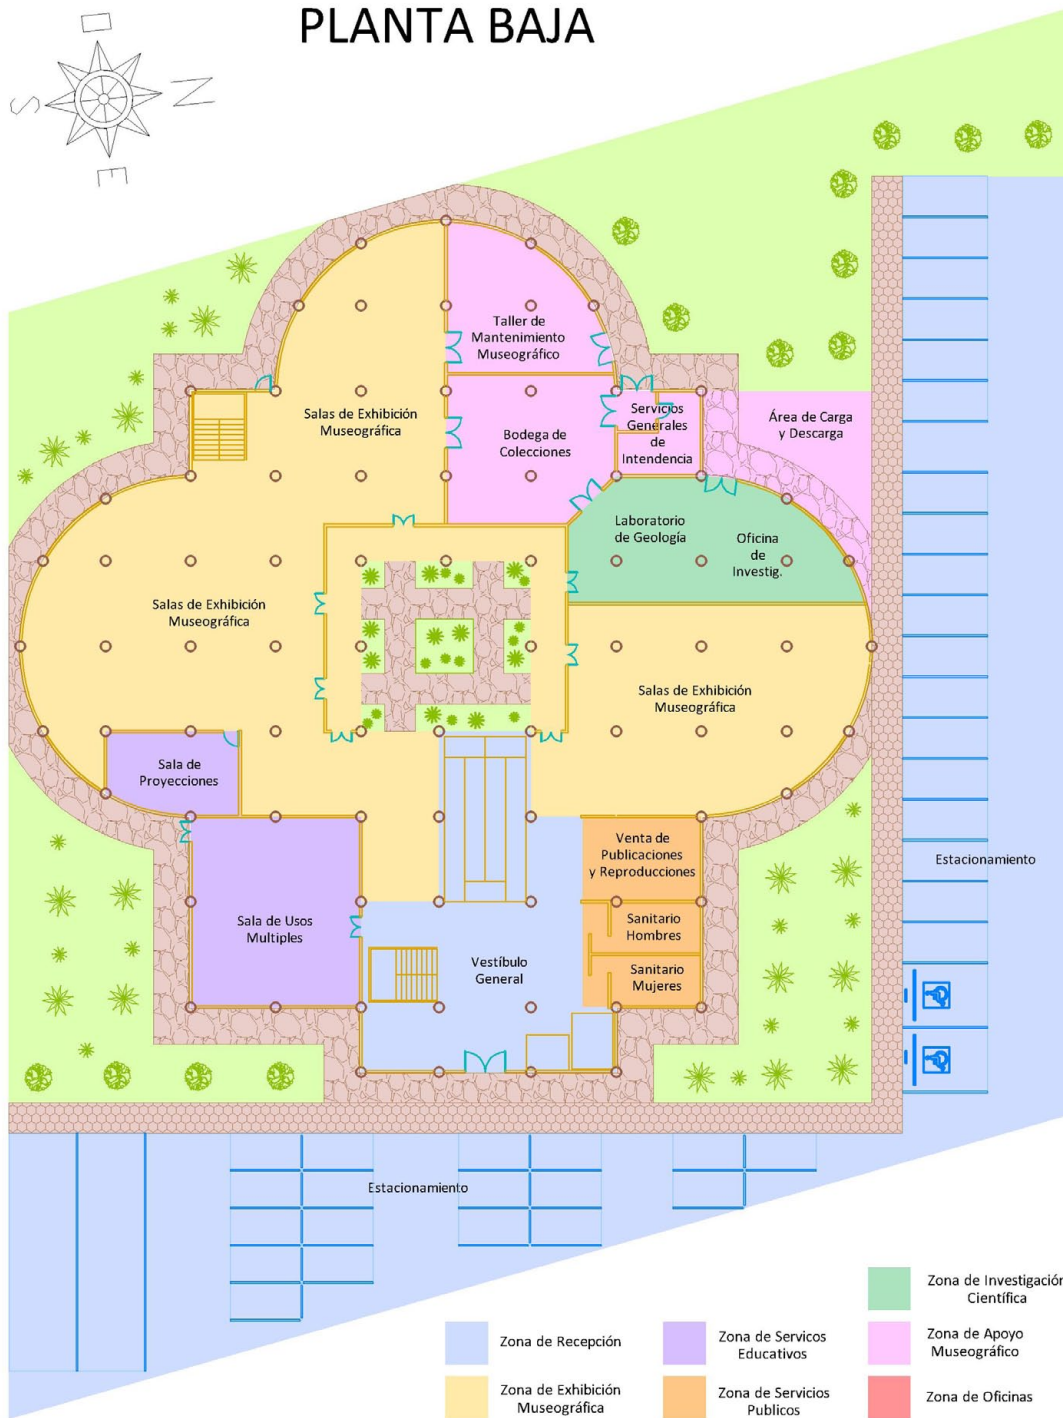 PLANTA BAJA
O
N
S
E
Taller de
Mantenimiento
Museográfico
Salas de Exhibición
Museográfica
Servicios
Generales
de
Intendencia
Área de Carga
y Descarga
Bodega de
Colecciones
Laboratorio
de Geología
Oficina
de
Investig.
Salas de Exhibición
Museográfica
Salas de Exhibición
Museográfica
Sala de
Proyecciones
Venta de
Publicaciones
y Reproducciones
Estacionamiento
Sala de Usos
Multiples
Sanitario
Hombres
Vestíbulo
General
Sanitario
Mujeres
Estacionamiento
Zona de Investigación
Científica
Zona de Recepción
Zona de Servicos
Educativos
Zona de Apoyo
Museográfico
Zona de Exhibición
Museográfica
Zona de Servicios
Publicos
Zona de Oficinas